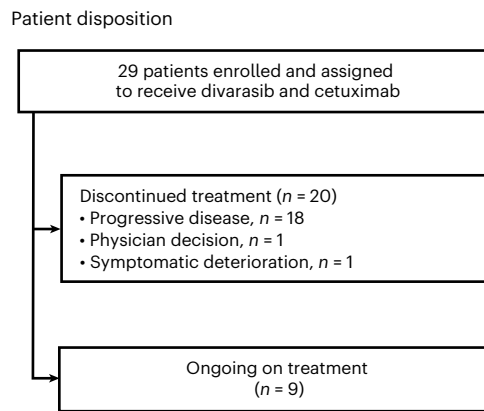 Patient disposition
29 patients enrolled and assigned
to receive divarasib and cetuximab
Discontinued treatment (n = 20)
• Progressive disease, n = 18
• Physician decision, n = 1
• Symptomatic deterioration, n = 1
Ongoing on treatment
(n = 9)